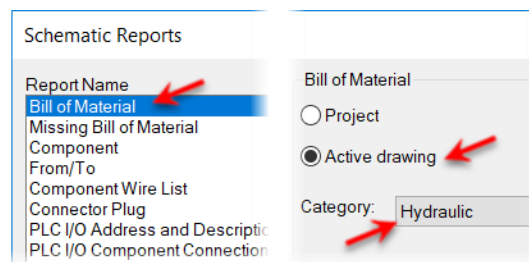 Schematic Reports
Report Name
Bill of Material
Missing Bill of Material
Component
From/To
Component Wire List
Connector Plug
PLC I/O Address and Descriptic
PLC I/O Component Connection
Bill of Material
Project
Active drawing
Category: Hydraulic